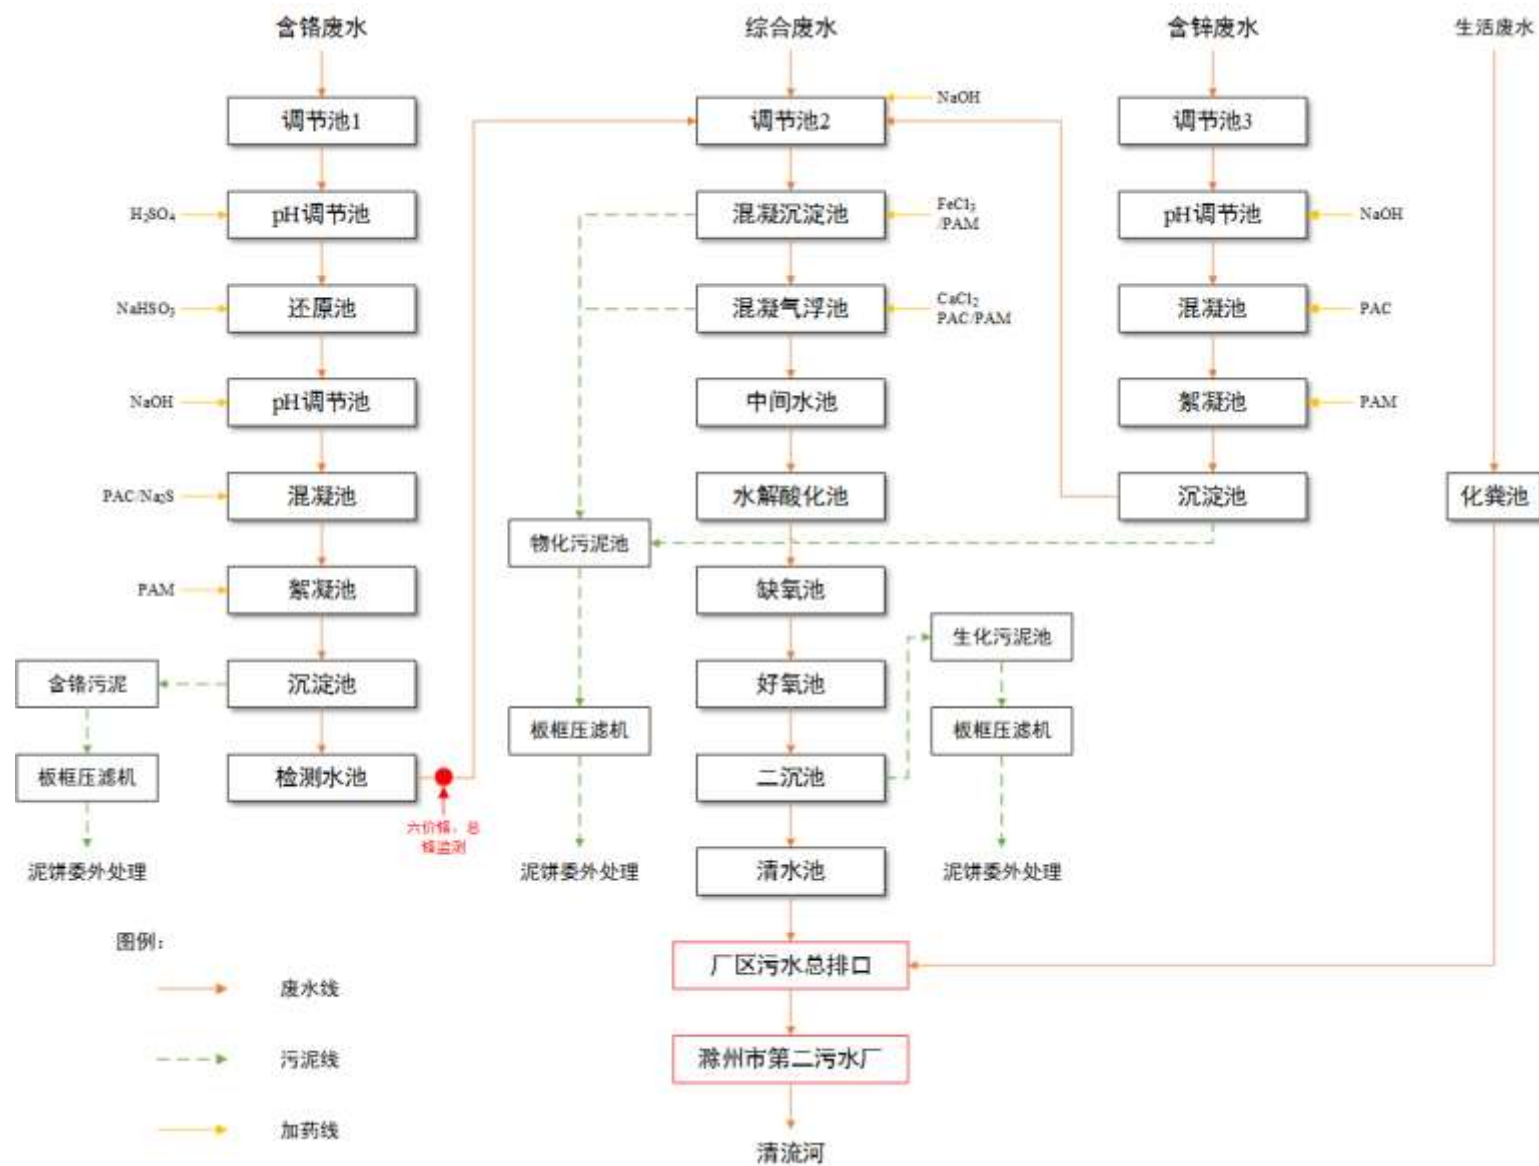 含铬废水
综合废水
含锌废水
生活废水
调节池1
调节池2
NaOH
调节池3
H₂SO₄
pH调节池
混凝沉淀池
FeCl₃
/PAM
pH调节池
NaOH
NaHSO₃
还原池
混凝气浮池
CaCl₂
PAC/PAM
混凝池
PAC
NaOH
pH调节池
中间水池
絮凝池
PAM
PAC/Na₂S
混凝池
水解酸化池
沉淀池
化粪池
物化污泥池
PAM
絮凝池
缺氧池
生化污泥池
含铬污泥
沉淀池
好氧池
板框压滤机
板框压滤机
板框压滤机
检测水池
二沉池
六价铬、总
铬监测
泥饼委外处理
泥饼委外处理
清水池
泥饼委外处理
图例：
厂区污水总排口
废水线
污泥线
滁州市第二污水厂
加药线
清流河